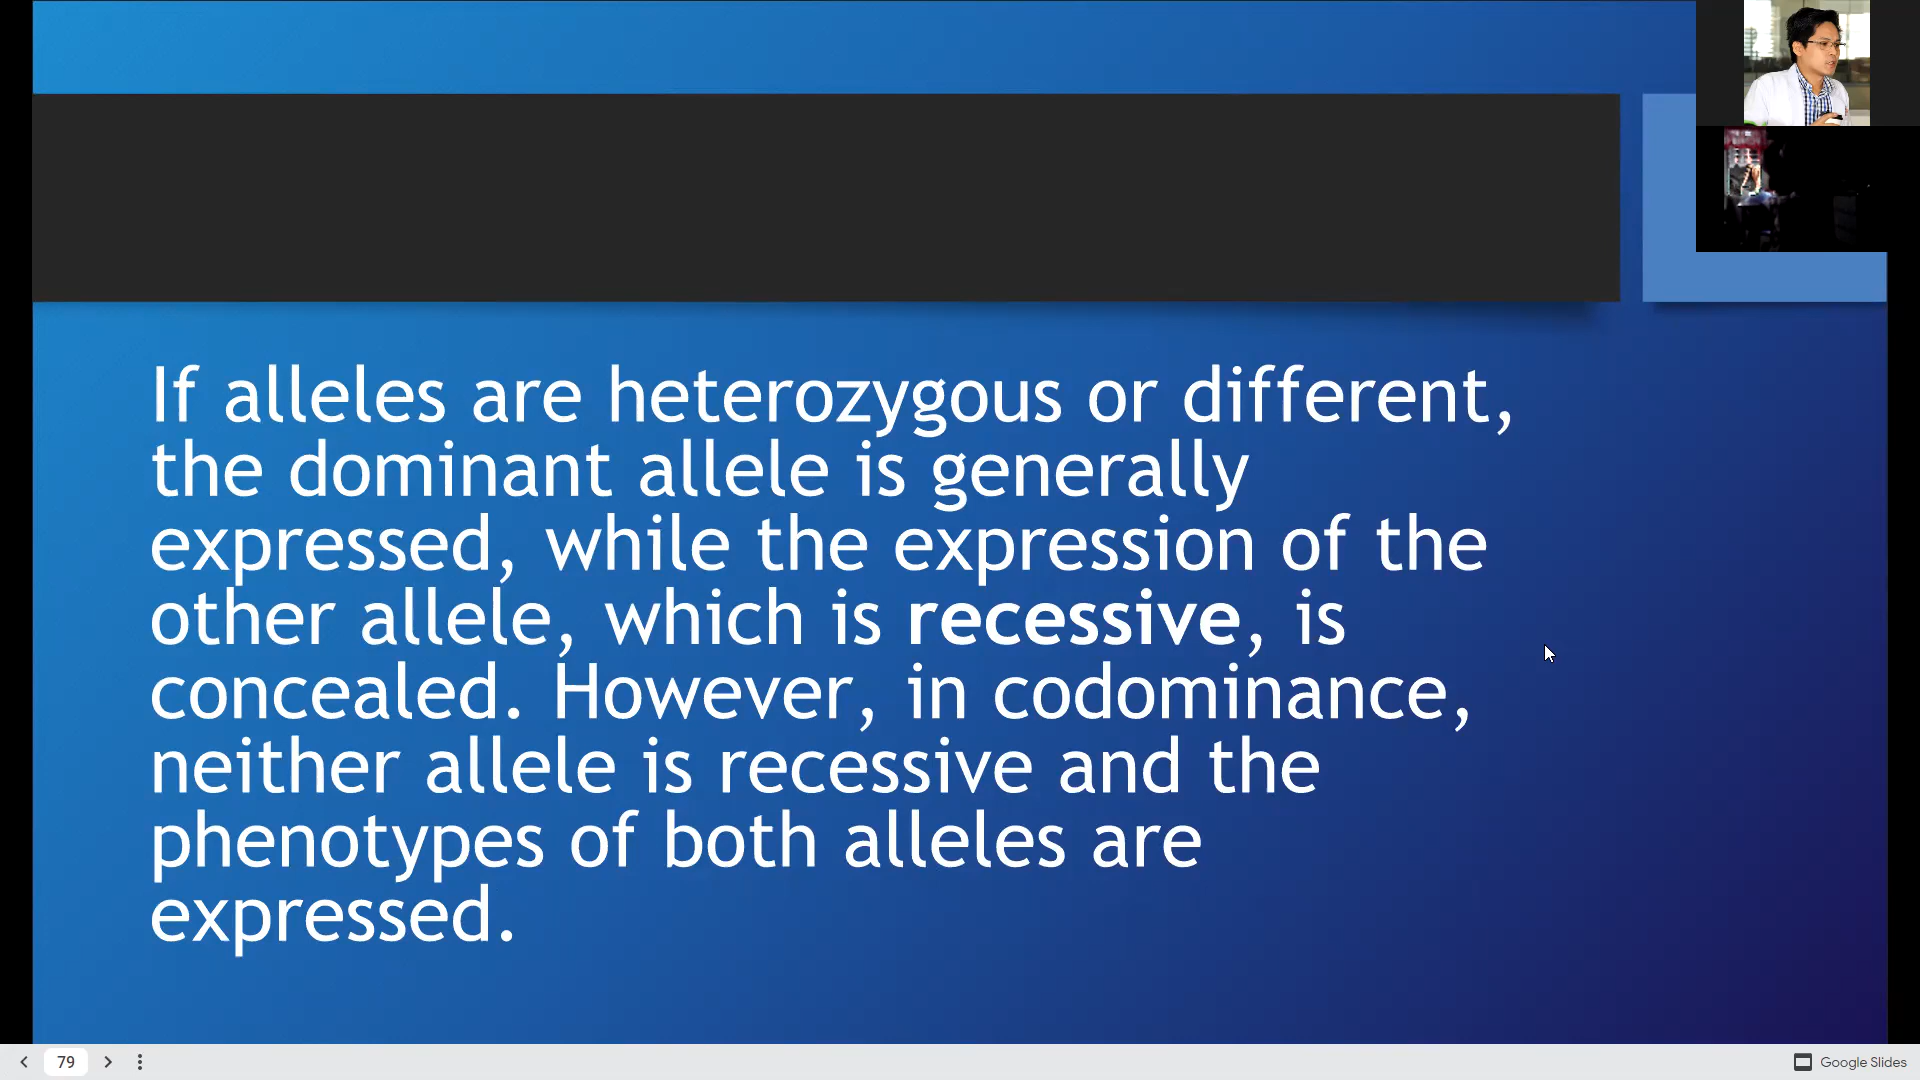 If alleles are heterozygous or different,
the dominant allele is generally
expressed, while the expression of the
other allele, which is recessive, is
concealed. However, in codominance,
neither allele is recessive and the
phenotypes of both alleles are
expressed.
79
Google Slides